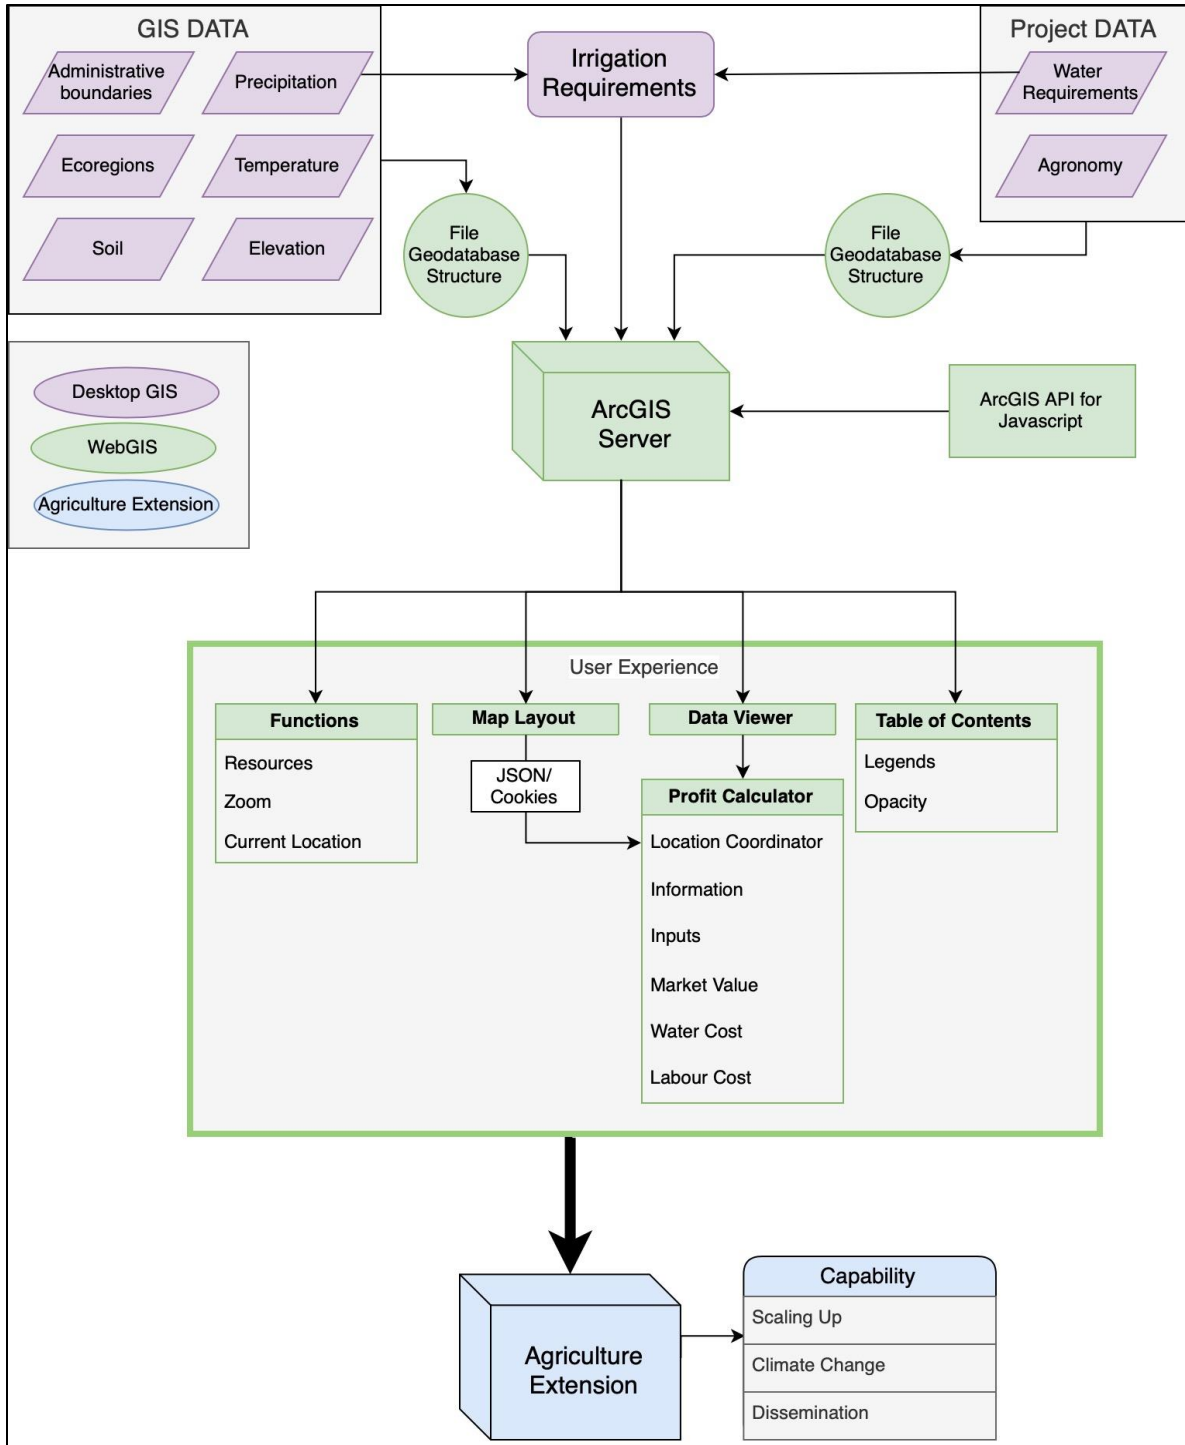 GIS DATA
Administrative
boundaries
Precipitation
Ecoregions
Temperature
Soil
Elevation
Irrigation
Requirements
Project DATA
Water
Requirements
Agronomy
File
Geodatabase
Structure
File
Geodatabase
Structure
Desktop GIS
WebGIS
Agriculture Extension
ArcGIS
Server
ArcGIS API for
Javascript
User Experience
Functions
Resources
Zoom
Current Location
Map Layout
JSON/
Cookies
Data Viewer
Profit Calculator
Location Coordinator
Information
Inputs
Market Value
Water Cost
Labour Cost
Table of Contents
Legends
Opacity
Agriculture
Extension
Capability
Scaling Up
Climate Change
Dissemination